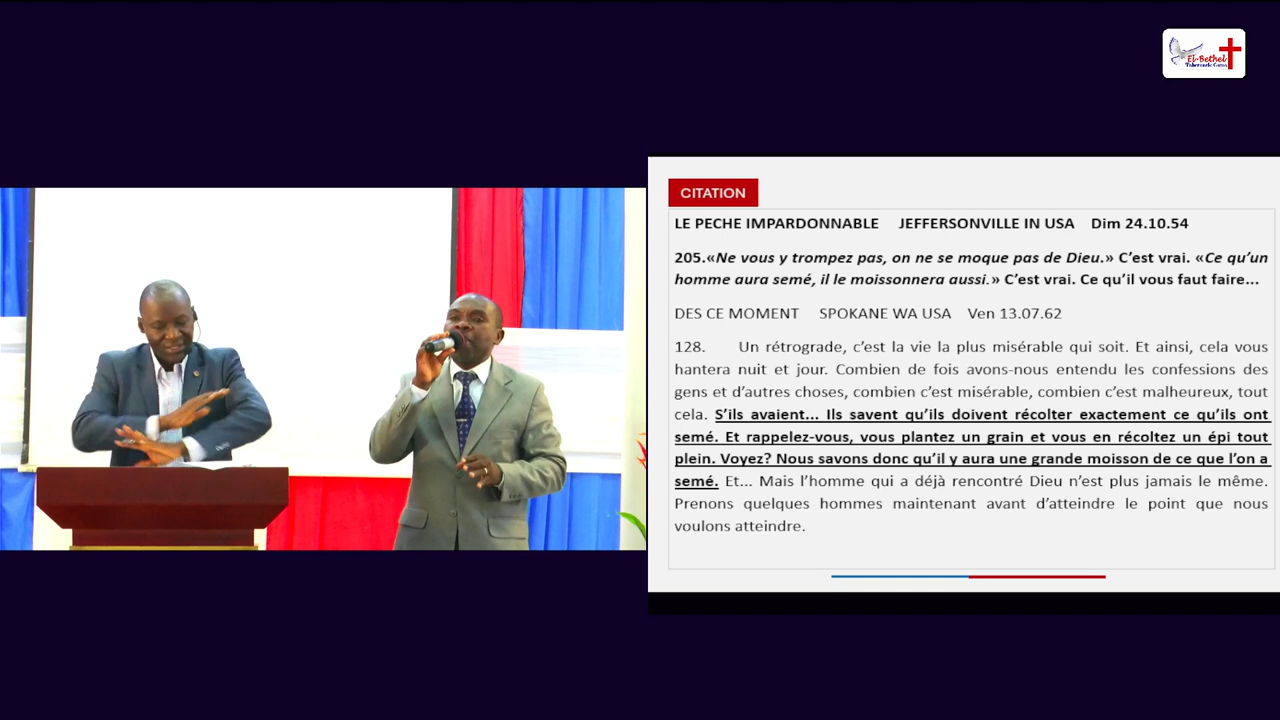 El-Bethel
Tabernacle Goma
CITATION
LE PECHE IMPARDONNABLE JEFFERSONVILLE IN USA Dim 24.10.54
205.«Ne vous y trompez pas, on ne se moque pas de Dieu.» C’est vrai. «Ce qu’un
homme aura semé, il le moissonnera aussi.» C’est vrai. Ce qu’il vous faut faire...
DES CE MOMENT SPOKANE WA USA Ven 13.07.62
128. Un rétrograde, c’est la vie la plus misérable qui soit. Et ainsi, cela vous
hantera nuit et jour. Combien de fois avons-nous entendu les confessions des
gens et d’autres choses, combien c’est misérable, combien c’est malheureux, tout
cela. S’ils avaient... Ils savent qu’ils doivent récolter exactement ce qu’ils ont
semé. Et rappelez-vous, vous plantez un grain et vous en récoltez un épi tout
plein. Voyez? Nous savons donc qu’il y aura une grande moisson de ce que l’on a
semé. Et... Mais l’homme qui a déjà rencontré Dieu n’est plus jamais le même.
Prenons quelques hommes maintenant avant d’atteindre le point que nous
voulons atteindre.